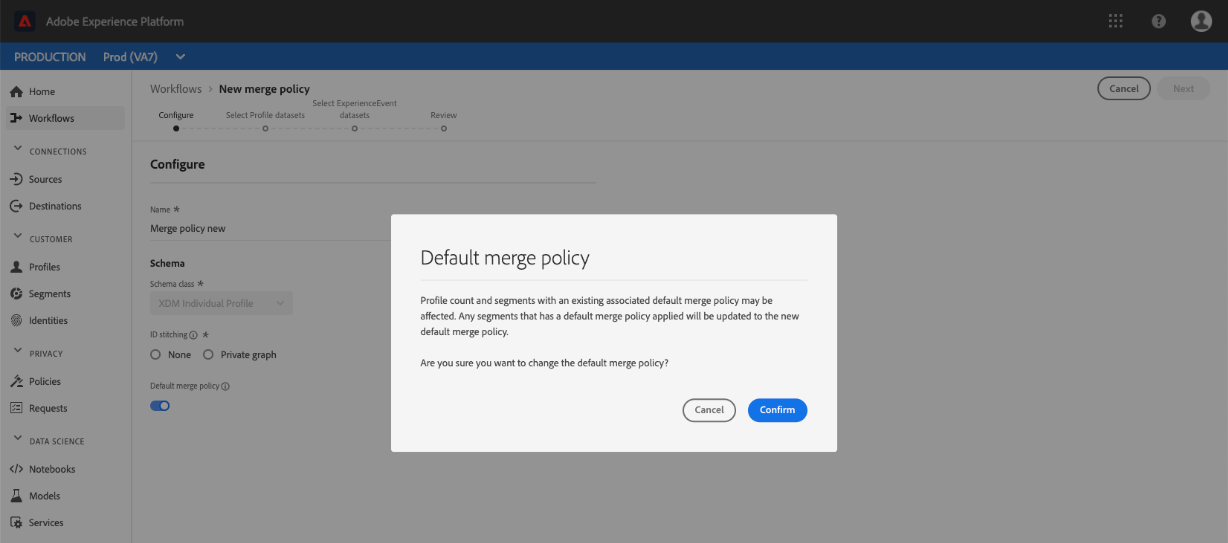 Adobe Experience Platform
PRODUCTION Prod (VA7)
Home
Workflows
CONNECTIONS
Sources
Destinations
CUSTOMER
Profiles
Segments
Identities
PRIVACY
Policies
Requests
DATA SCIENCE
Notebooks
Models
Services
Workflows > New merge policy
Cancel Next
Configure
Select Profile datasets
Select ExperienceEvent
datasets
Review
Configure
Name *
Merge policy new
Schema
Schema class *
XDM Individual Profile
ID stitching *
None Private graph
Default merge policy
Default merge policy
Profile count and segments with an existing associated default merge policy may be
affected. Any segments that has a default merge policy applied will be updated to the new
default merge policy.
Are you sure you want to change the default merge policy?
Cancel Confirm